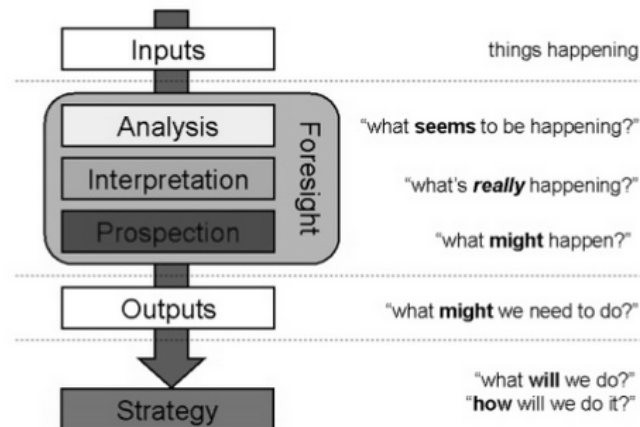 Inputs
things happening
Foresight
Analysis
“what seems to be happening?”
Interpretation
“what’s really happening?”
Prospection
“what might happen?”
Outputs
“what might we need to do?”
Strategy
“what will we do?”
“how will we do it?”